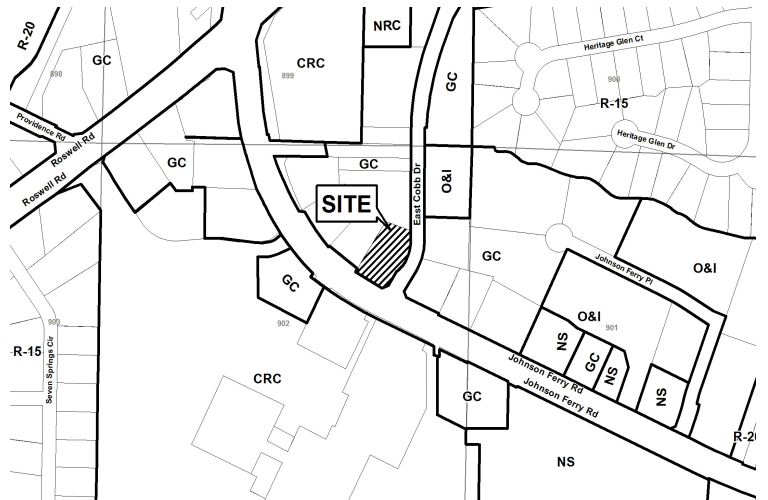 R-20
GC
898
CRC
899
NRC
GC
Heritage Glen Ct
900
R-15
Heritage Glen Dr
Providence Rd
Roswell Rd
Roswell Rd
GC
GC
East Cobb Dr
O&I
SITE
GC
GC
Johnson Ferry Pl
O&I
O&I
901
902
903
R-15
Seven Springs Cir
CRC
NS
GC
NS
NS
Johnson Ferry Rd
Johnson Ferry Rd
GC
R-20
NS